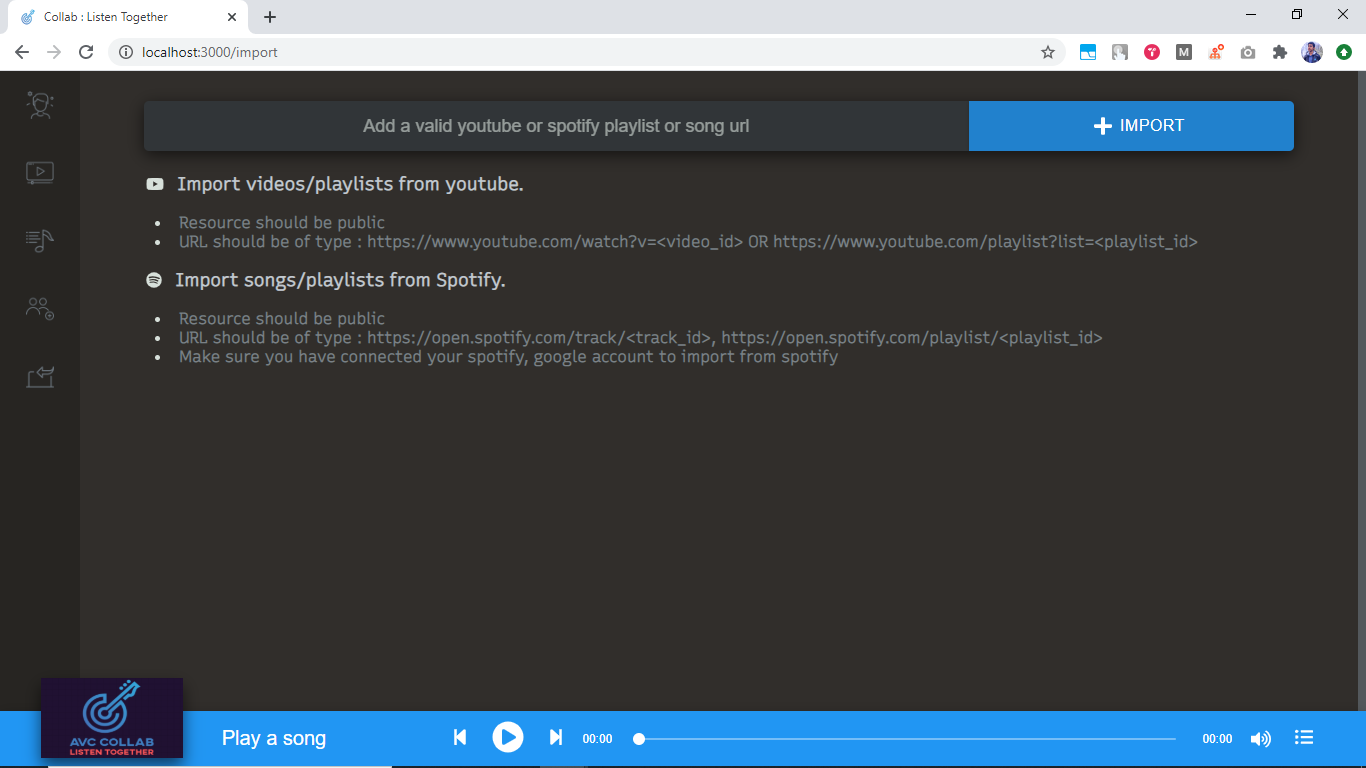 Collab : Listen Together
localhost:3000/import
M
Add a valid youtube or spotify playlist or song url
IMPORT
Import videos/playlists from youtube.
Resource should be public
URL should be of type : https://www.youtube.com/watch?v=<video_id> OR https://www.youtube.com/playlist?list=<playlist_id>
Import songs/playlists from Spotify.
Resource should be public
URL should be of type : https://open.spotify.com/track/<track_id>, https://open.spotify.com/playlist/<playlist_id>
Make sure you have connected your spotify, google account to import from spotify
AVC COLLAB
LISTEN TOGETHER
Play a song
00:00
00:00